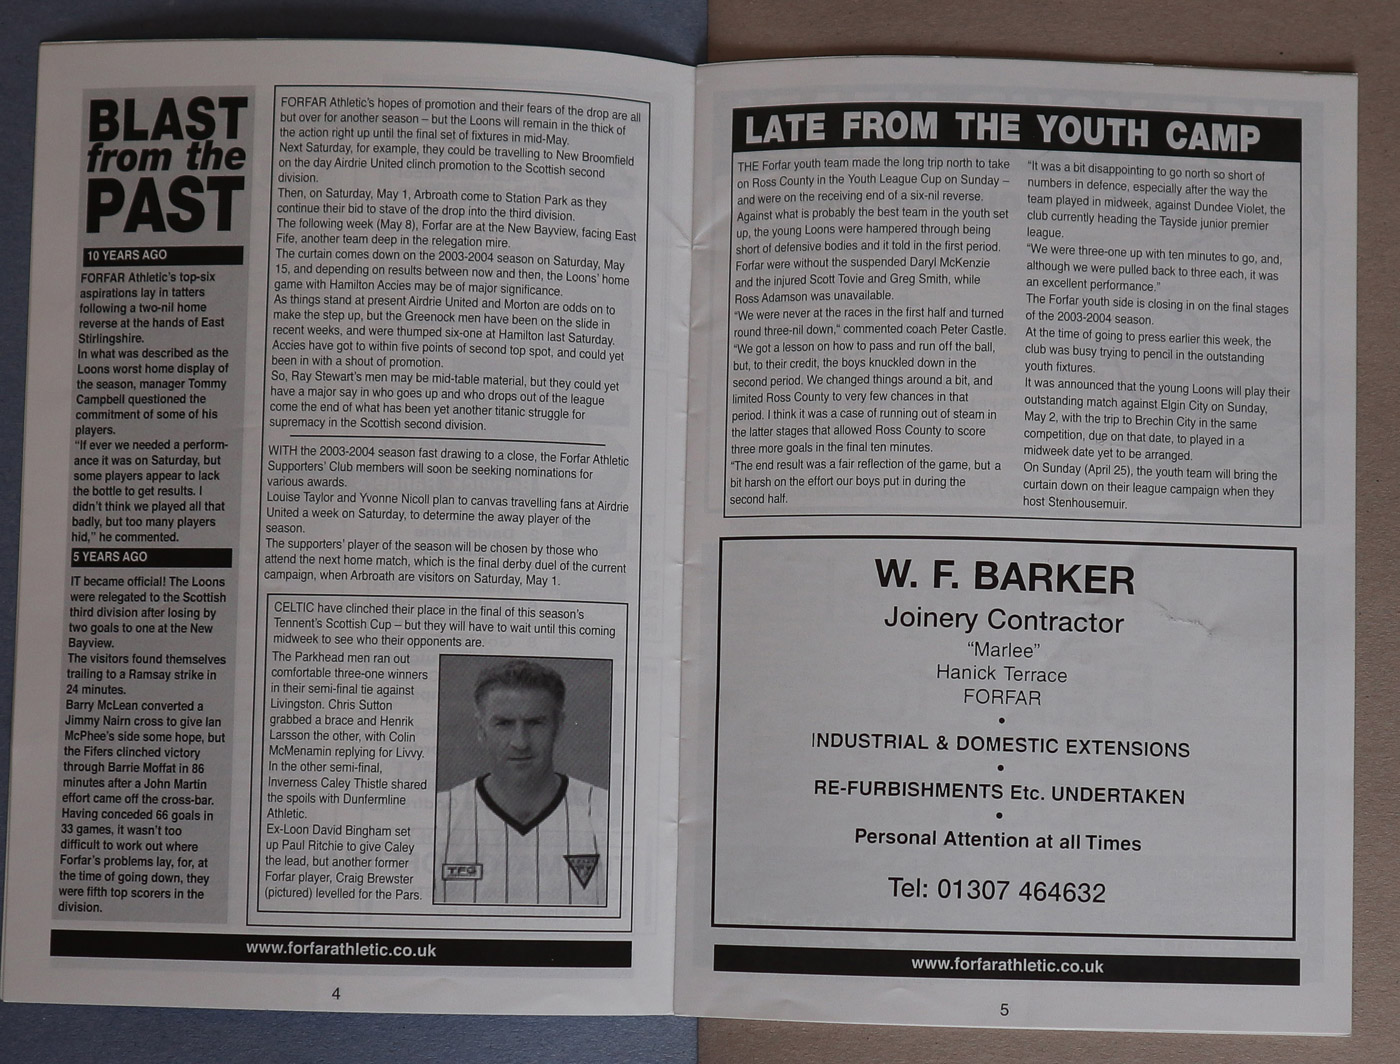 BLAST
from the
PAST
10 YEARS AGO
FORFAR Athletic's top-six
aspirations lay in tatters
following a two-nil home
reverse at the hands of East
Stirlingshire.
In what was described as the
Loons worst home display of
the season, manager Tommy
Campbell questioned the
commitment of some of his
players.
"If ever we needed a perform-
ance it was on Saturday, but
some players appear to lack
the bottle to get results. I
didn't think we played all that
badly, but too many players
hid," he commented.
5 YEARS AGO
IT became official! The Loons
were relegated to the Scottish
third division after losing by
two goals to one at the New
Bayview.
The visitors found themselves
trailing to a Ramsay strike in
24 minutes.
Barry McLean converted a
Jimmy Nairn cross to give Ian
McPhee's side some hope, but
the Fifers clinched victory
through Barrie Moffat in 86
minutes after a John Martin
effort came off the cross-bar.
Having conceded 66 goals in
33 games, it wasn't too
difficult to work out where
Forfar's problems lay, for, at
the time of going down, they
were fifth top scorers in the
division.
FORFAR Athletic's hopes of promotion and their fears of the drop are all
but over for another season – but the Loons will remain in the thick of
the action right up until the final set of fixtures in mid-May.
Next Saturday, for example, they could be travelling to New Broomfield
on the day Airdrie United clinch promotion to the Scottish second
division.
Then, on Saturday, May 1, Arbroath come to Station Park as they
continue their bid to stave of the drop into the third division.
The following week (May 8), Forfar are at the New Bayview, facing East
Fife, another team deep in the relegation mire.
The curtain comes down on the 2003-2004 season on Saturday, May
15, and depending on results between now and then, the Loons' home
game with Hamilton Accies may be of major significance.
As things stand at present Airdrie United and Morton are odds on to
make the step up, but the Greenock men have been on the slide in
recent weeks, and were thumped six-one at Hamilton last Saturday.
Accies have got to within five points of second top spot, and could yet
been in with a shout of promotion.
So, Ray Stewart's men may be mid-table material, but they could yet
have a major say in who goes up and who drops out of the league
come the end of what has been yet another titanic struggle for
supremacy in the Scottish second division.
WITH the 2003-2004 season fast drawing to a close, the Forfar Athletic
Supporters' Club members will soon be seeking nominations for
various awards.
Louise Taylor and Yvonne Nicoll plan to canvas travelling fans at Airdrie
United a week on Saturday, to determine the away player of the
season.
The supporters' player of the season will be chosen by those who
attend the next home match, which is the final derby duel of the current
campaign, when Arbroath are visitors on Saturday, May 1.
CELTIC have clinched their place in the final of this season's
Tennent's Scottish Cup – but they will have to wait until this coming
midweek to see who their opponents are.
The Parkhead men ran out
comfortable three-one winners
in their semi-final tie against
Livingston. Chris Sutton
grabbed a brace and Henrik
Larsson the other, with Colin
McMenamin replying for Livvy.
In the other semi-final,
Inverness Caley Thistle shared
the spoils with Dunfermline
Athletic.
Ex-Loon David Bingham set
up Paul Ritchie to give Caley
the lead, but another former
Forfar player, Craig Brewster
(pictured) levelled for the Pars.
TFG
www.forfarathletic.co.uk
4
LATE FROM THE YOUTH CAMP
THE Forfar youth team made the long trip north to take
on Ross County in the Youth League Cup on Sunday –
and were on the receiving end of a six-nil reverse.
Against what is probably the best team in the youth set
up, the young Loons were hampered through being
short of defensive bodies and it told in the first period.
Forfar were without the suspended Daryl McKenzie
and the injured Scott Tovie and Greg Smith, while
Ross Adamson was unavailable.
"We were never at the races in the first half and turned
round three-nil down," commented coach Peter Castle.
"We got a lesson on how to pass and run off the ball,
but, to their credit, the boys knuckled down in the
second period. We changed things around a bit, and
limited Ross County to very few chances in that
period. I think it was a case of running out of steam in
the latter stages that allowed Ross County to score
three more goals in the final ten minutes.
"The end result was a fair reflection of the game, but a
bit harsh on the effort our boys put in during the
second half.
"It was a bit disappointing to go north so short of
numbers in defence, especially after the way the
team played in midweek, against Dundee Violet, the
club currently heading the Tayside junior premier
league.
"We were three-one up with ten minutes to go, and,
although we were pulled back to three each, it was
an excellent performance."
The Forfar youth side is closing in on the final stages
of the 2003-2004 season.
At the time of going to press earlier this week, the
club was busy trying to pencil in the outstanding
youth fixtures.
It was announced that the young Loons will play their
outstanding match against Elgin City on Sunday,
May 2, with the trip to Brechin City in the same
competition, due on that date, to played in a
midweek date yet to be arranged.
On Sunday (April 25), the youth team will bring the
curtain down on their league campaign when they
host Stenhousemuir.
W. F. BARKER
Joinery Contractor
"Marlee"
Hanick Terrace
FORFAR
•
INDUSTRIAL & DOMESTIC EXTENSIONS
•
RE-FURBISHMENTS Etc. UNDERTAKEN
•
Personal Attention at all Times
Tel: 01307 464632
www.forfarathletic.co.uk
5